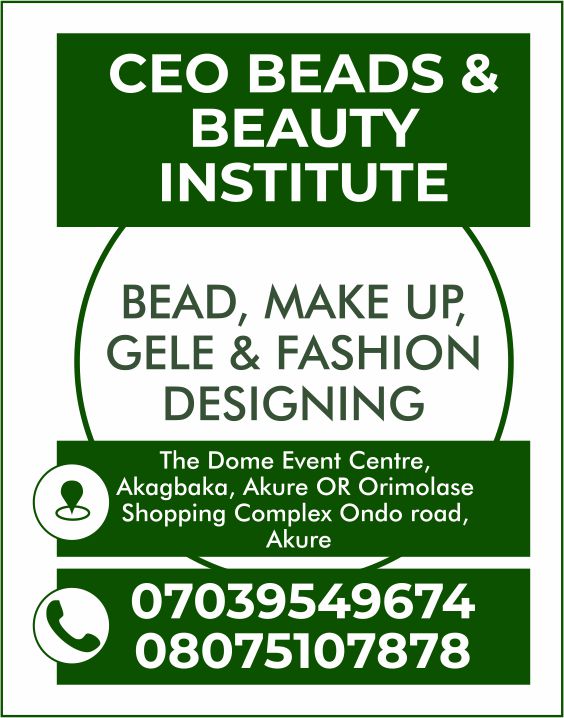 CEO BEADS &
BEAUTY
INSTITUTE
BEAD, MAKE UP,
GELE & FASHION
DESIGNING
The Dome Event Centre,
Akagbaka, Akure OR Orimolase
Shopping Complex Ondo road,
Akure
07039549674
08075107878